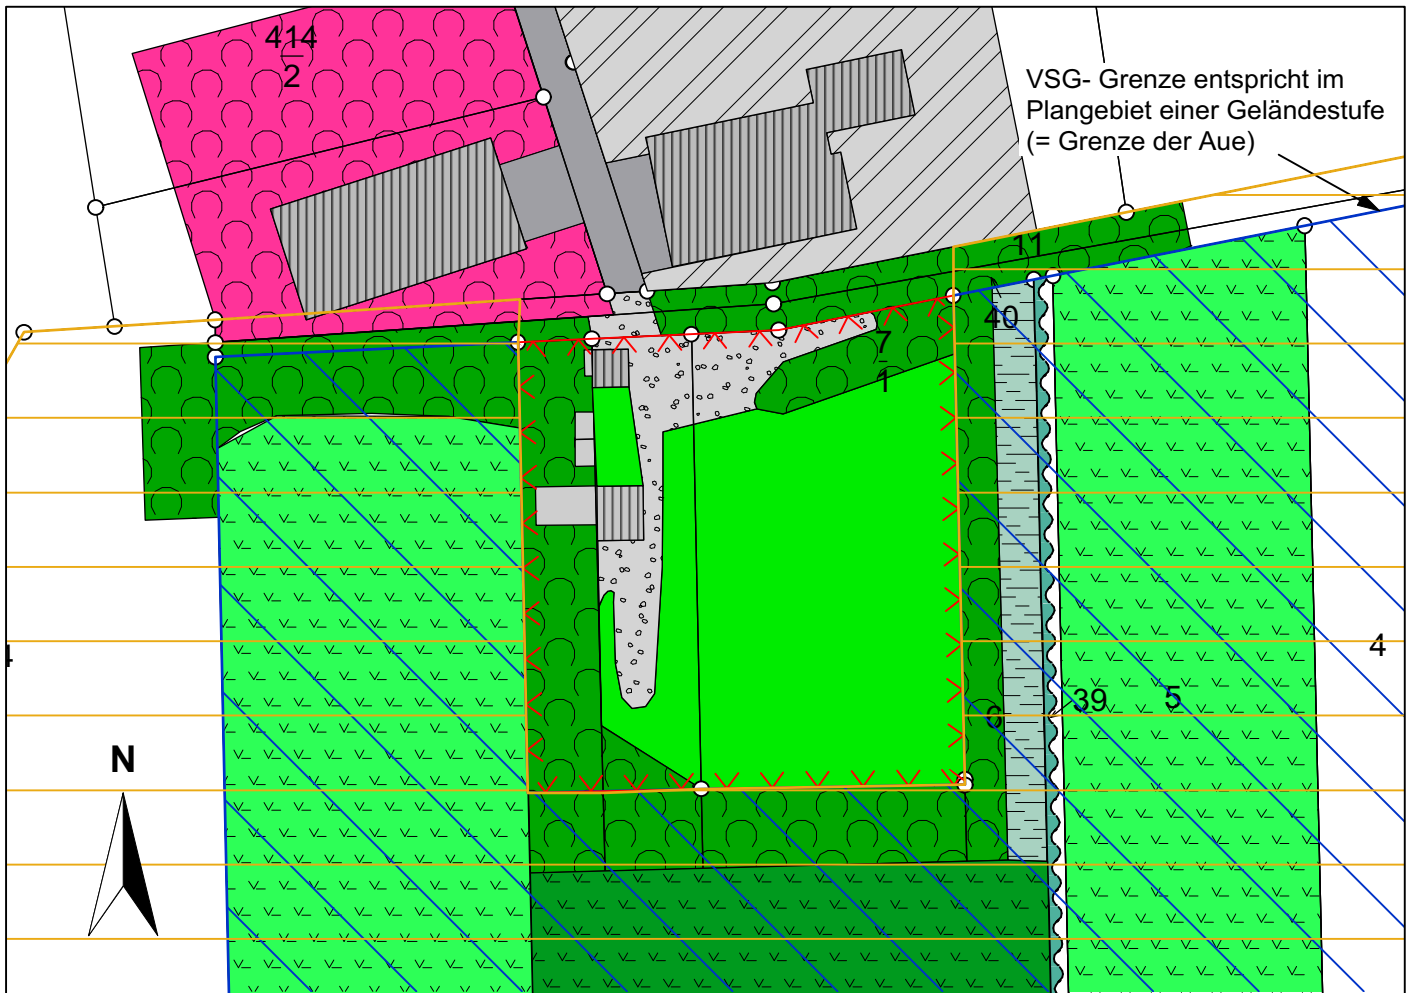 414
2
VSG- Grenze entspricht im
Plangebiet einer Geländestufe
(= Grenze der Aue)
11
40
7
1
4
4
39
5
6
N